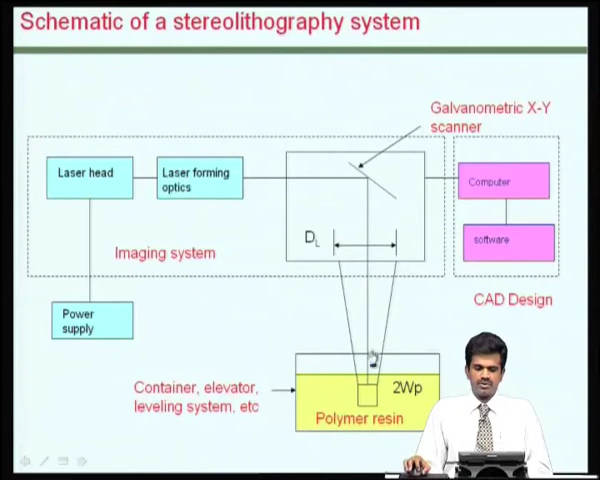 Schematic of a stereolithography system
Galvanometric X-Y
scanner
Laser head
Laser forming
optics
Computer
software
DL
Imaging system
CAD Design
Power
supply
Container, elevator,
leveling system, etc
2Wp
Polymer resin